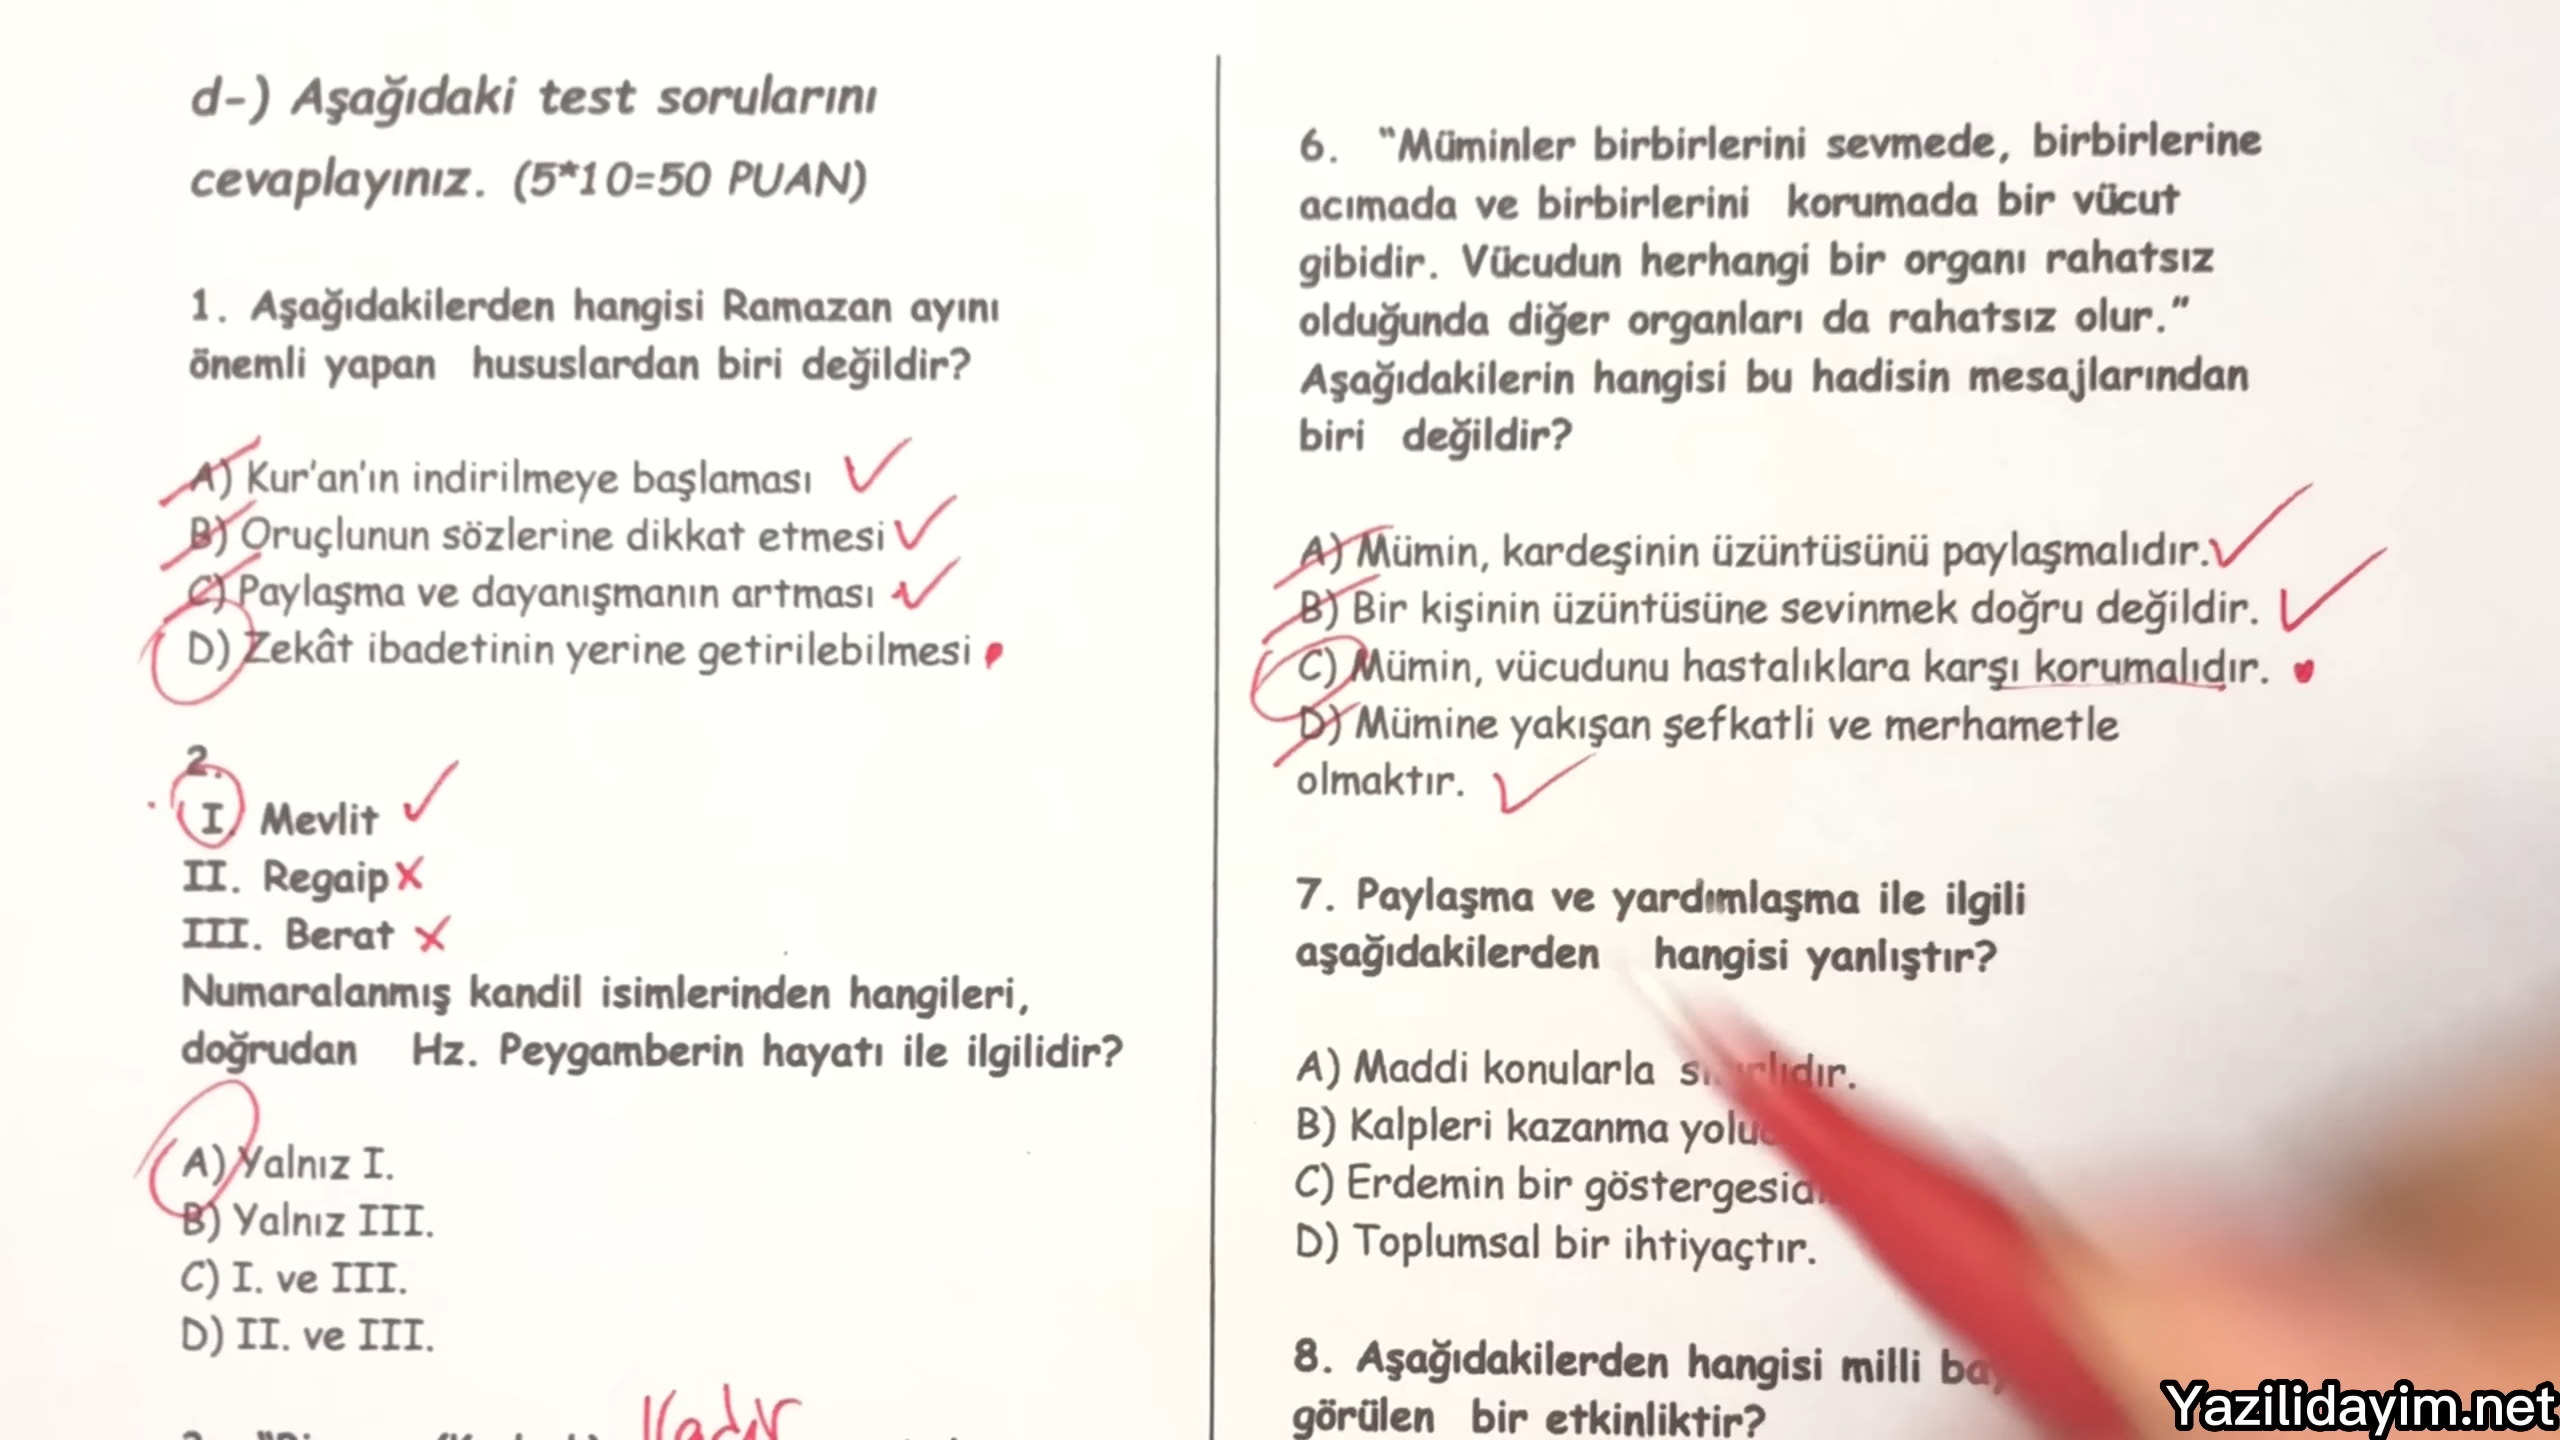 d-) Aşağıdaki test sorularını
cevaplayınız. (5*10=50 PUAN)
1. Aşağıdakilerden hangisi Ramazan ayını
önemli yapan hususlardan biri değildir?
A) Kur'an'ın indirilmeye başlaması
B) Oruçlunun sözlerine dikkat etmesi
C) Paylaşma ve dayanışmanın artması
D) Zekât ibadetinin yerine getirilebilmesi
2.
I. Mevlit
II. Regaip
III. Berat
Numaralanmış kandil isimlerinden hangileri,
doğrudan Hz. Peygamberin hayatı ile ilgilidir?
A) Yalnız I.
B) Yalnız III.
C) I. ve III.
D) II. ve III.
Kadir
6. "Müminler birbirlerini sevmede, birbirlerine
acımada ve birbirlerini korumada bir vücut
gibidir. Vücudun herhangi bir organı rahatsız
olduğunda diğer organları da rahatsız olur."
Aşağıdakilerin hangisi bu hadisin mesajlarından
biri değildir?
A) Mümin, kardeşinin üzüntüsünü paylaşmalıdır.
B) Bir kişinin üzüntüsüne sevinmek doğru değildir.
C) Mümin, vücudunu hastalıklara karşı korumalıdır.
D) Mümine yakışan şefkatli ve merhametle
olmaktır.
7. Paylaşma ve yardımlaşma ile ilgili
aşağıdakilerden hangisi yanlıştır?
A) Maddi konularla
B) Kalpleri kazanma
C) Erdemin bir
D) Toplumsal bir ihtiyaçtır.
8. Aşağıdakilerden hangisi milli
görülen bir etkinliktir?
Yazilidayim.net